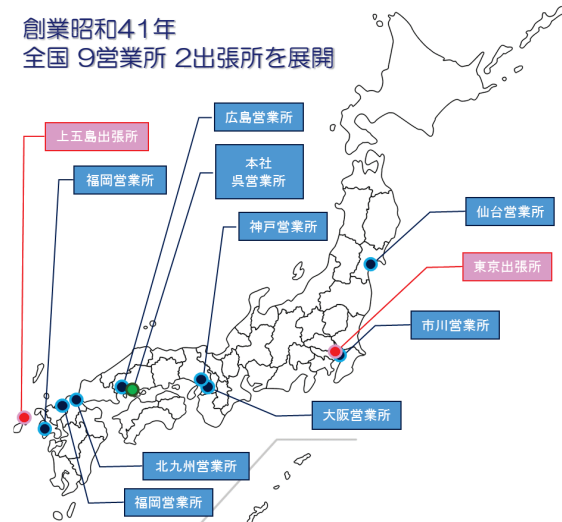 創業昭和41年
全国 9営業所 2出張所を展開
広島営業所
上五島出張所
本社
呉営業所
福岡営業所
神戸営業所
仙台営業所
東京出張所
市川営業所
大阪営業所
北九州営業所
福岡営業所